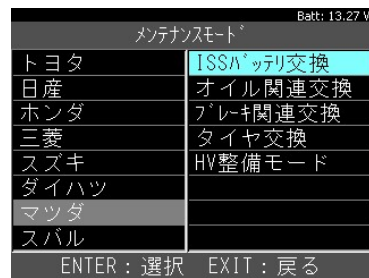 Batt: 13.27 V
メンテナンスモード
トヨタ
日産
ホンダ
三菱
スズキ
ダイハツ
マツダ
スバル
ISSバッテリ交換
オイル関連交換
ブレーキ関連交換
タイヤ交換
HV整備モード
ENTER：選択 EXIT：戻る